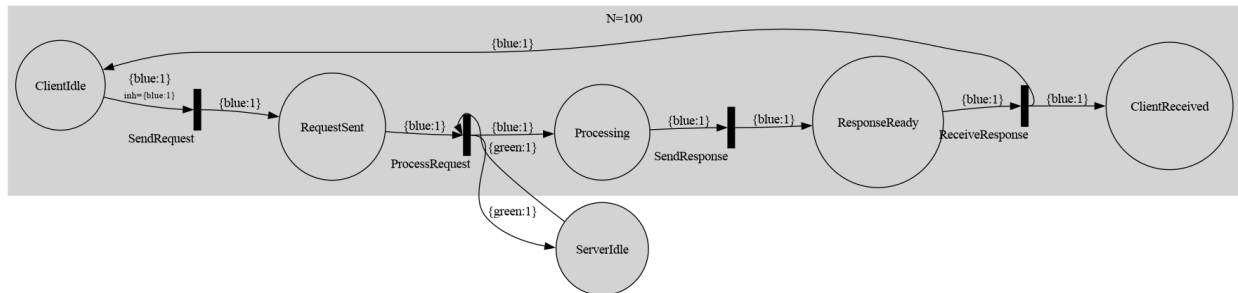 N=100
{blue:1}
ClientIdle
{blue:1}
inh={blue:1}
{blue:1}
SendRequest
RequestSent
{blue:1}
ProcessRequest
{blue:1}
{green:1}
{green:1}
Processing
{blue:1}
SendResponse
{blue:1}
ResponseReady
{blue:1}
ReceiveResponse
{blue:1}
ClientReceived
ServerIdle